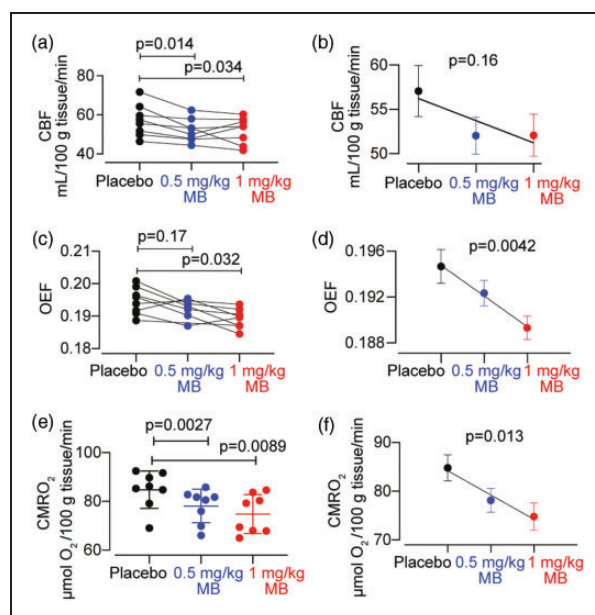 (a)
p=0.014
p=0.034
CBF
mL/100 g tissue/min
80
60
40
Placebo 0.5 mg/kg 1 mg/kg
MB MB
(b)
p=0.16
CBF
mL/100 g tissue/min
60
55
50
Placebo 0.5 mg/kg 1 mg/kg
MB MB
(c)
p=0.17
p=0.032
OEF
0.21
0.20
0.19
0.18
Placebo 0.5 mg/kg 1 mg/kg
MB MB
(d)
p=0.0042
OEF
0.196
0.192
0.188
Placebo 0.5 mg/kg 1 mg/kg
MB MB
(e)
p=0.0027
p=0.0089
CMRO₂
µmol O₂/100 g tissue/min
100
80
60
Placebo 0.5 mg/kg 1 mg/kg
MB MB
(f)
p=0.013
CMRO₂
µmol O₂/100 g tissue/min
90
80
70
Placebo 0.5 mg/kg 1 mg/kg
MB MB